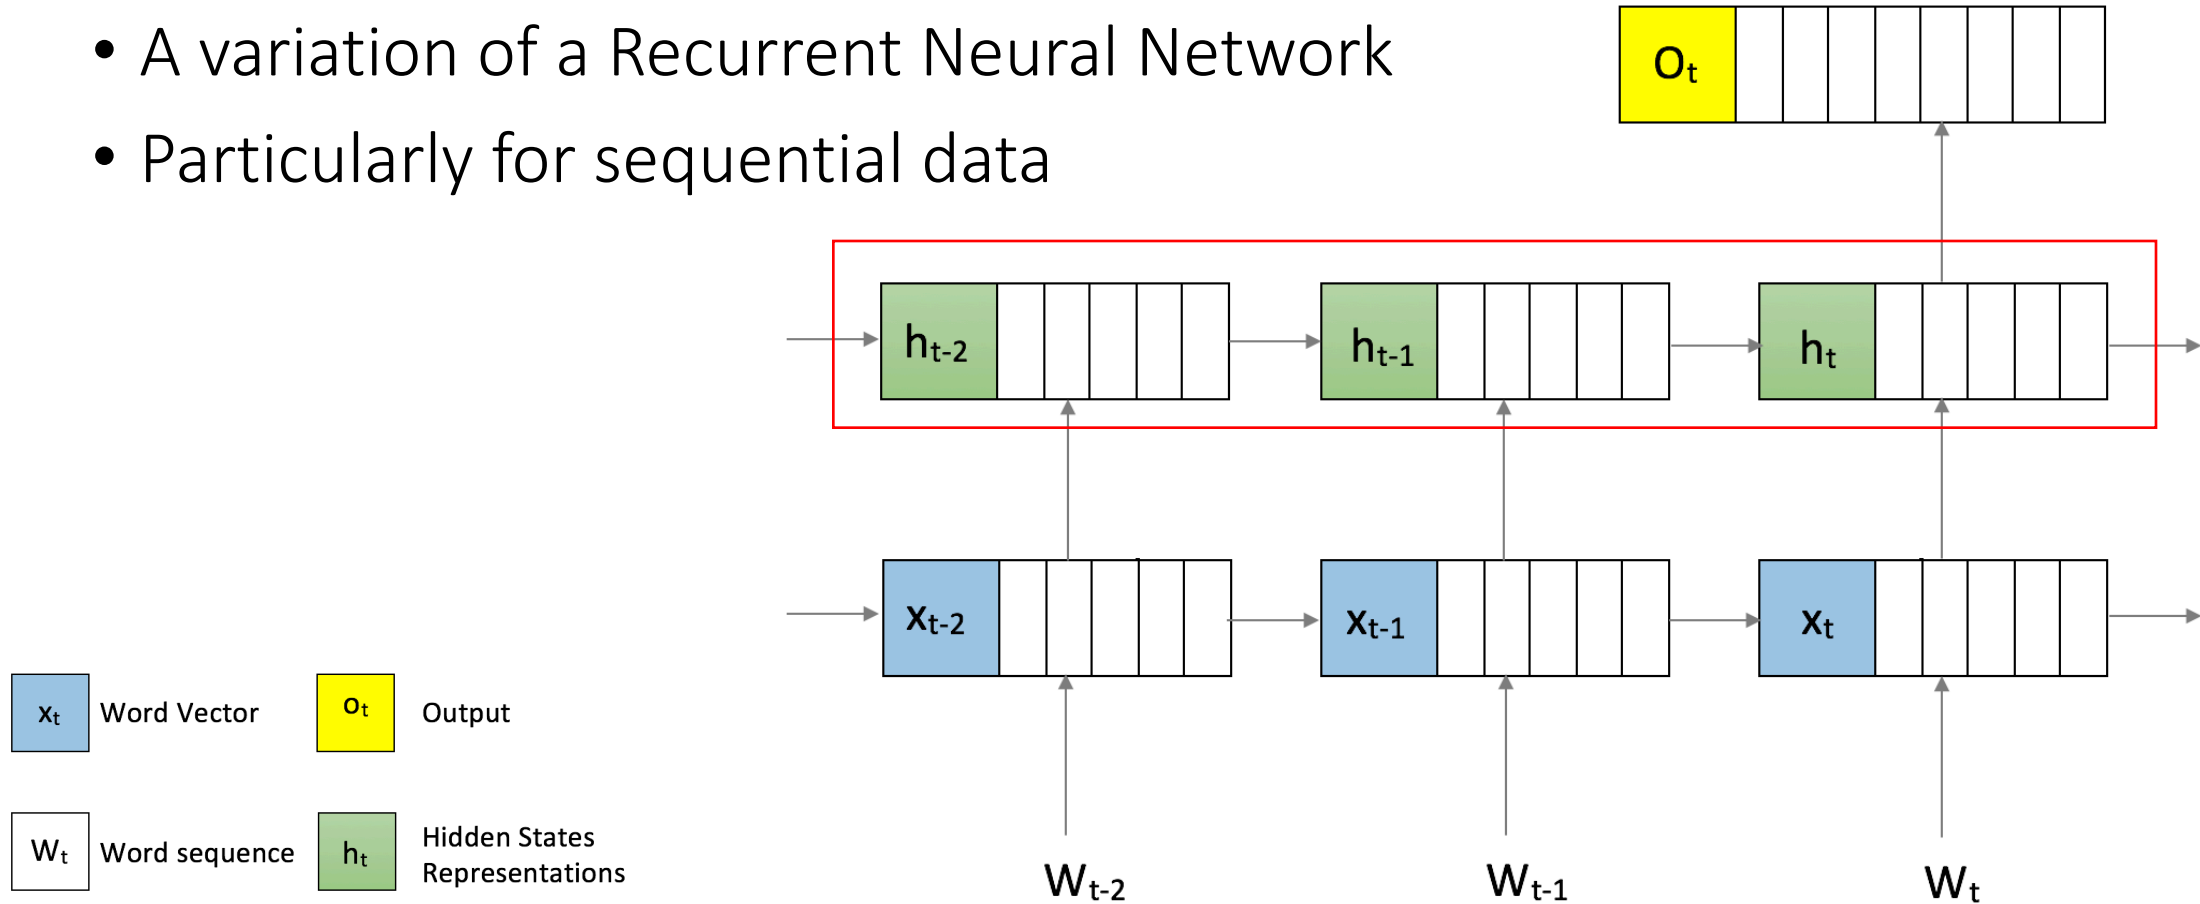 • A variation of a Recurrent Neural Network
• Particularly for sequential data
Ot
ht-2 ht-1 ht
xt-2 xt-1 xt
xt Word Vector ot Output
Wt Word sequence ht Hidden States
Representations
Wt-2 Wt-1 Wt